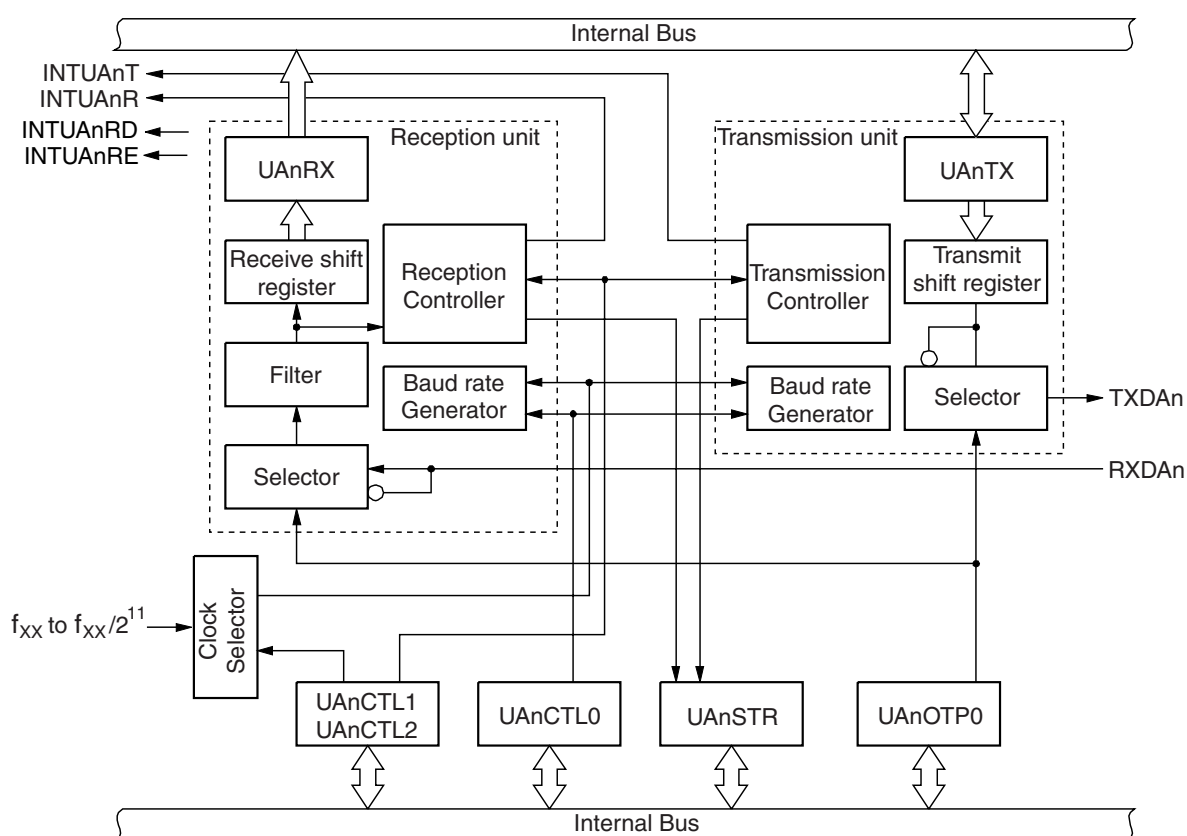 Internal Bus
INTUAnT
INTUAnR
INTUAnRD
INTUAnRE
Reception unit
Transmission unit
UAnRX
UAnTX
Receive shift
register
Reception
Controller
Transmission
Controller
Transmit
shift register
Filter
Baud rate
Generator
Baud rate
Generator
Selector
TXDAn
Selector
RXDAn
Clock
Selector
fXX to fXX/2^11
UAnCTL1
UAnCTL2
UAnCTL0
UAnSTR
UAnOTP0
Internal Bus